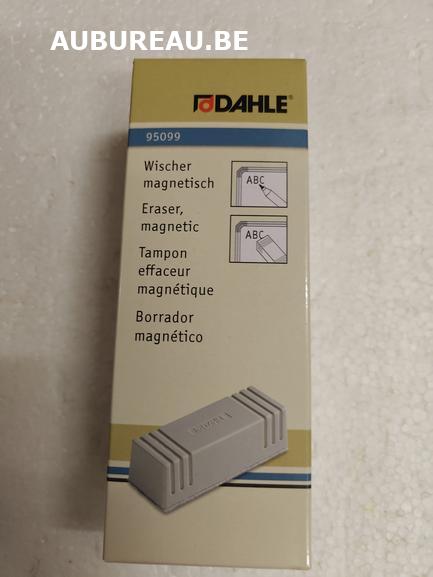 AUBUREAU.BE
DAHLE®
95099
Wischer
magnetisch
ABC
Eraser,
magnetic
ABC
Tampon
effaceur
magnétique
Borrador
magnético